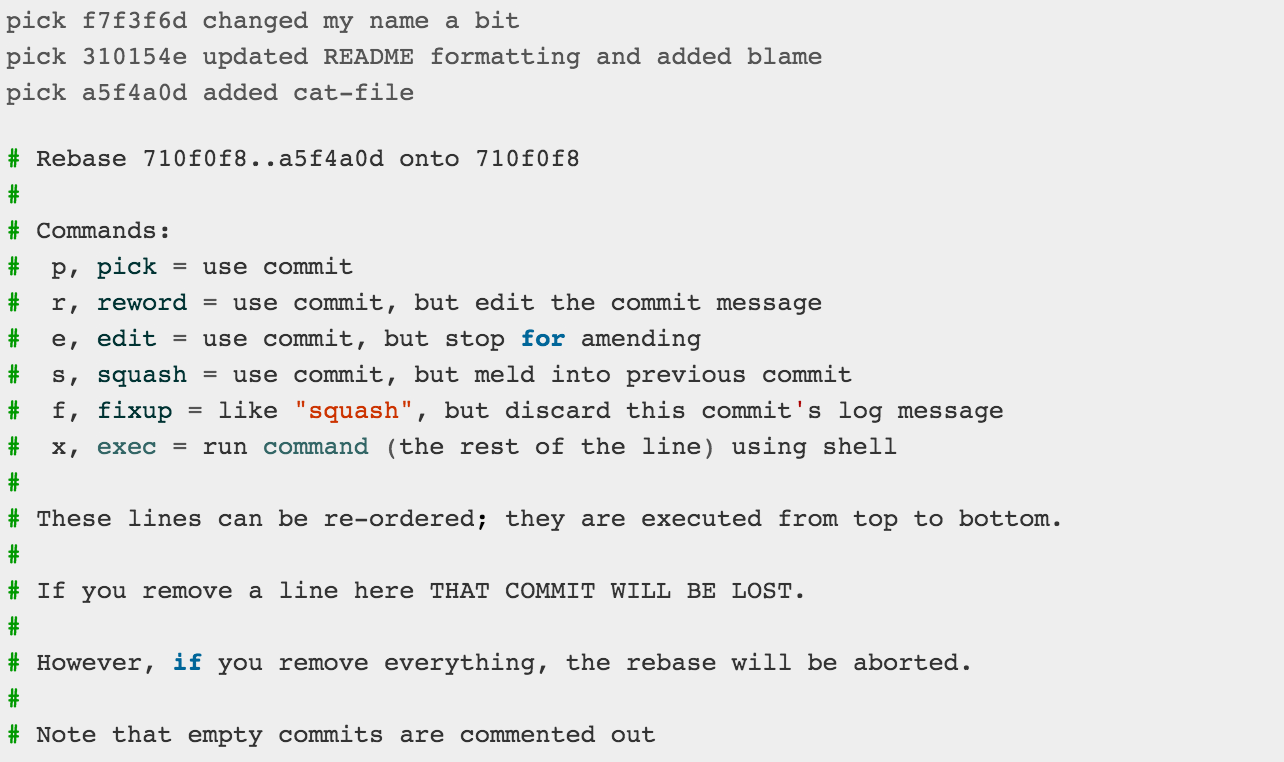 pick f7f3f6d changed my name a bit
pick 310154e updated README formatting and added blame
pick a5f4a0d added cat-file

# Rebase 710f0f8..a5f4a0d onto 710f0f8
#
# Commands:
#  p, pick = use commit
#  r, reword = use commit, but edit the commit message
#  e, edit = use commit, but stop for amending
#  s, squash = use commit, but meld into previous commit
#  f, fixup = like "squash", but discard this commit's log message
#  x, exec = run command (the rest of the line) using shell
#
# These lines can be re-ordered; they are executed from top to bottom.
#
# If you remove a line here THAT COMMIT WILL BE LOST.
#
# However, if you remove everything, the rebase will be aborted.
#
# Note that empty commits are commented out